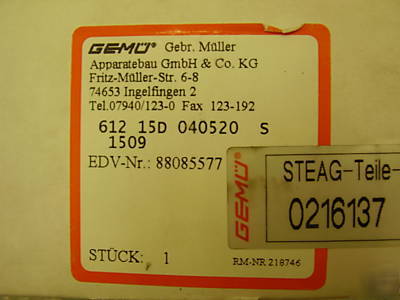 GEMÜ® Gebr. Müller
Apparatebau GmbH & Co. KG
Fritz-Müller-Str. 6-8
74653 Ingelfingen 2
Tel.07940/123-0 Fax 123-192
612 15D 040520 S
1509
EDV-Nr.: 88085577
STÜCK: 1
RM-NR 218746
GEMÜ
STEAG-Teile-
0216137